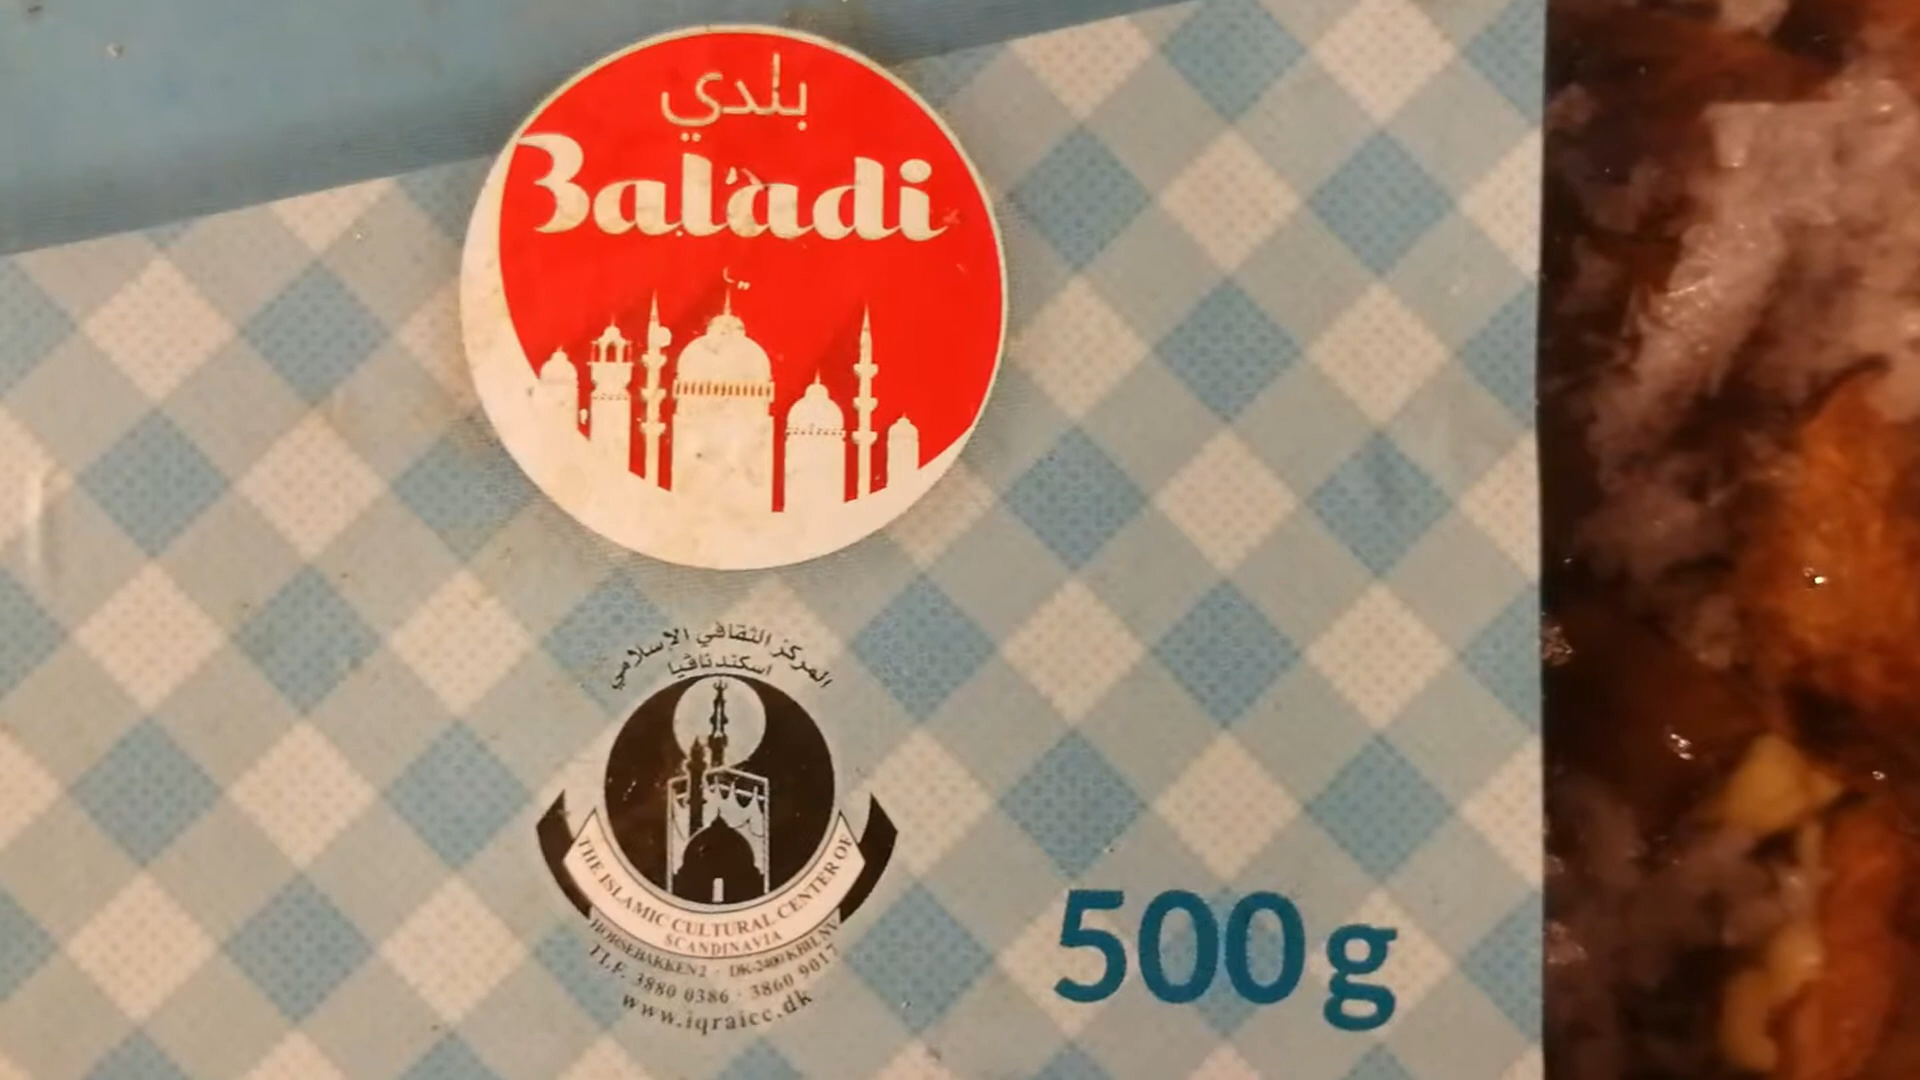 بلدي
Baladi
المركز الثقافي الإسلامي
اسكندنافيا
THE ISLAMIC CULTURAL CENTER OF
SCANDINAVIA
HORSEBAKKEN 2 · DK-2400 KBH. NV
TLF. 3880 0386 · 3860 9017
www.iqraicc.dk
500g